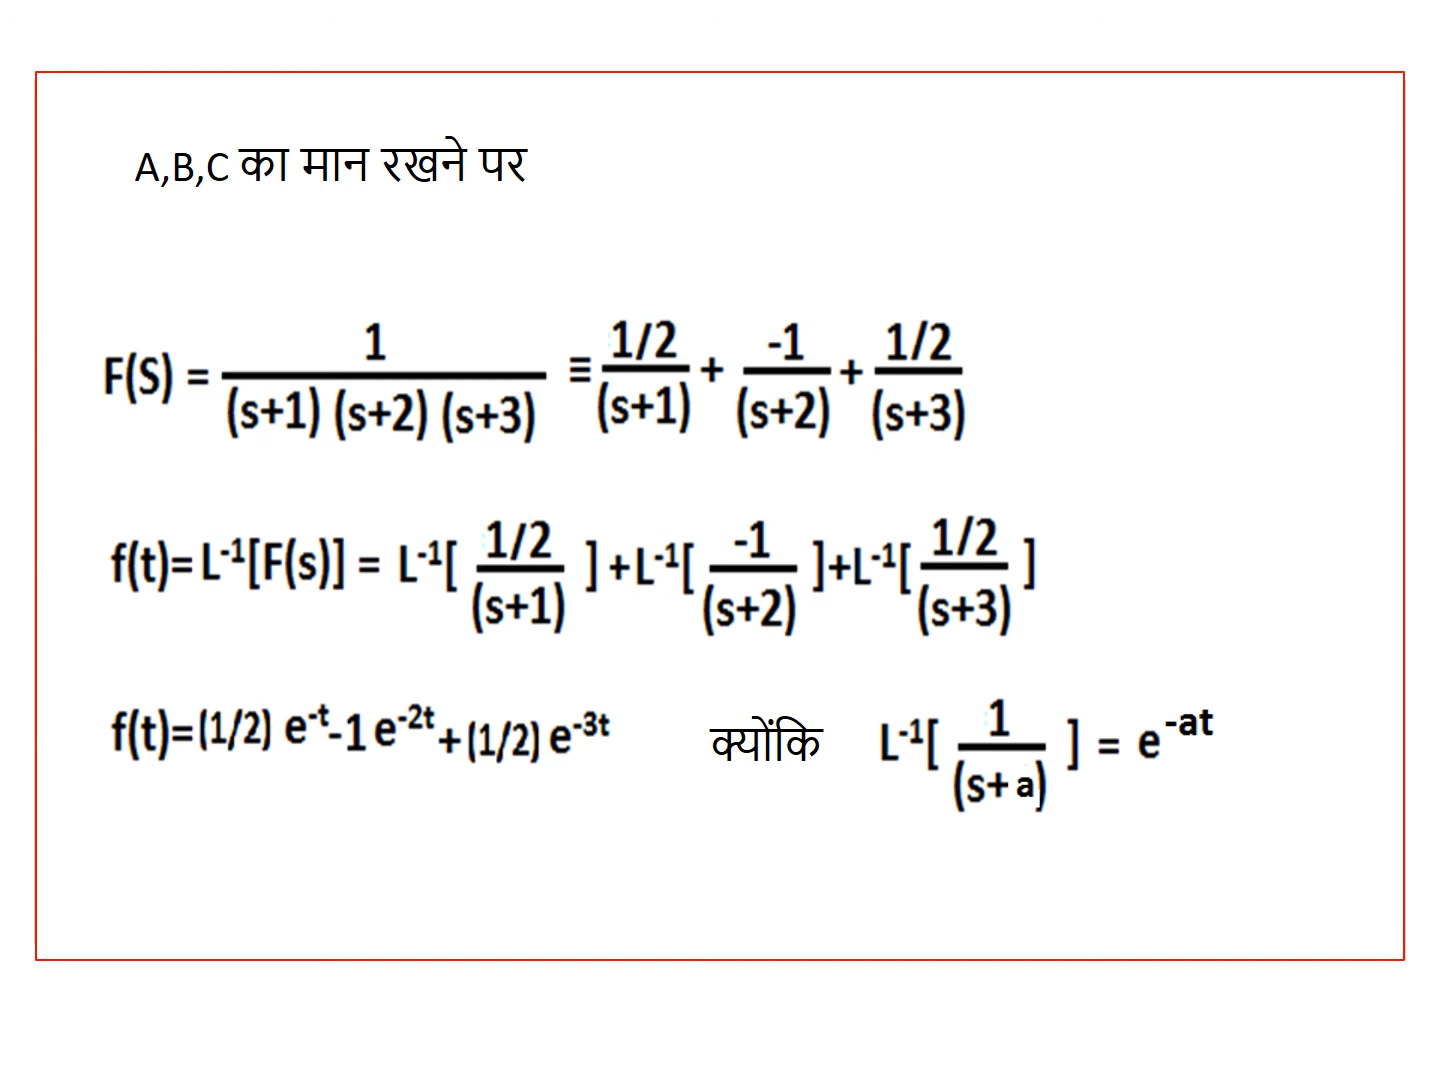 A,B,C का मान रखने पर
F(S) = 1/((s+1) (s+2) (s+3)) ≡ (1/2)/(s+1) + (-1)/(s+2) + (1/2)/(s+3)
f(t)= L⁻¹[F(s)] = L⁻¹[ (1/2)/(s+1) ] + L⁻¹[ (-1)/(s+2) ]+L⁻¹[ (1/2)/(s+3) ]
f(t)=(1/2) e^-t -1 e^-2t + (1/2) e^-3t क्योंकि L⁻¹[ 1/(s+a) ] = e^-at